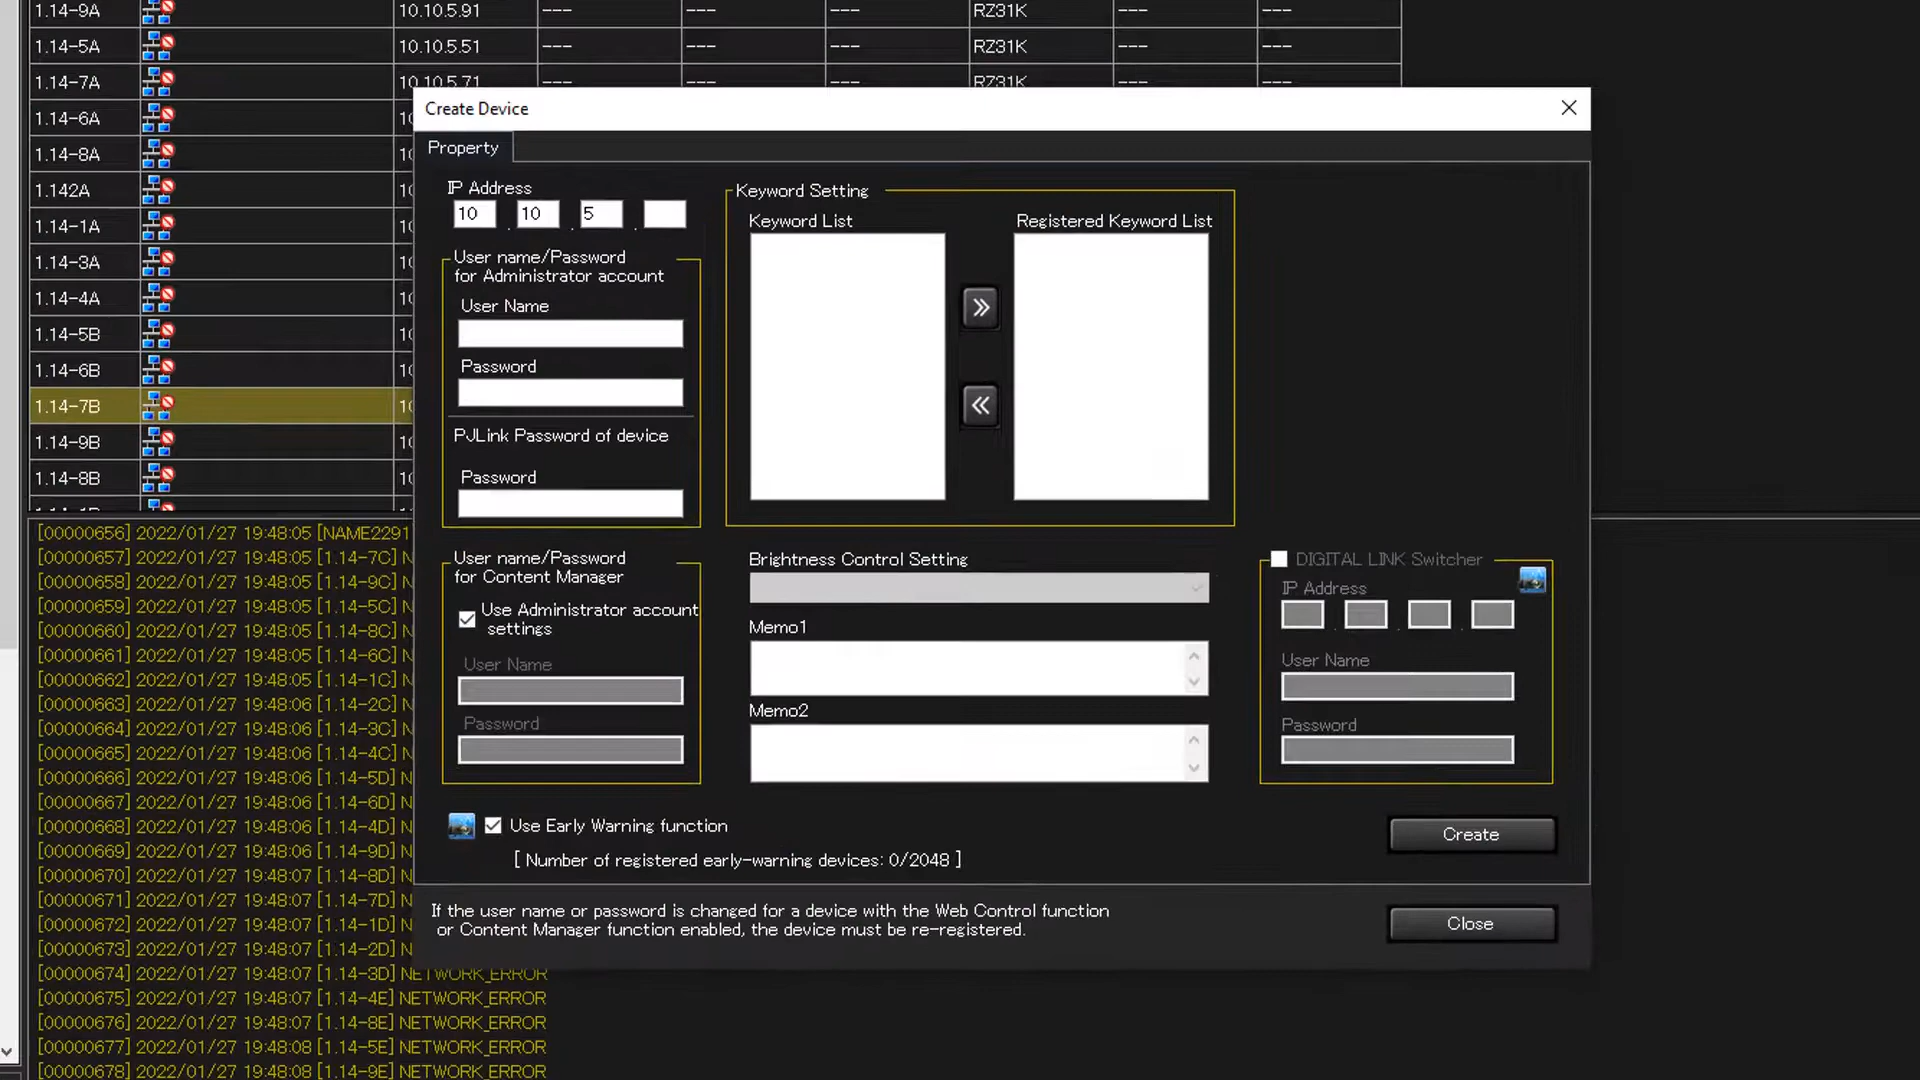 1.14-9A 10.10.5.91 --- --- --- RZ31K --- ---
1.14-5A 10.10.5.51 --- --- --- RZ31K --- ---
1.14-7A 10.10.5.71 --- --- --- RZ31K --- ---
1.14-6A
1.14-8A
1.142A
1.14-1A
1.14-3A
1.14-4A
1.14-5B
1.14-6B
1.14-7B
1.14-9B
1.14-8B
Create Device
Property
IP Address
10 . 10 . 5 .
User name/Password
for Administrator account
User Name
Password
PJLink Password of device
Password
Keyword Setting
Keyword List
Registered Keyword List
User name/Password
for Content Manager
Use Administrator account
settings
User Name
Password
Brightness Control Setting
Memo1
Memo2
DIGITAL LINK Switcher
IP Address
User Name
Password
Use Early Warning function
[ Number of registered early-warning devices: 0/2048 ]
Create
If the user name or password is changed for a device with the Web Control function
or Content Manager function enabled, the device must be re-registered.
Close
[00000656] 2022/01/27 19:48:05 [NAME2291
[00000657] 2022/01/27 19:48:05 [1.14-7C] N
[00000658] 2022/01/27 19:48:05 [1.14-9C] N
[00000659] 2022/01/27 19:48:05 [1.14-5C] N
[00000660] 2022/01/27 19:48:05 [1.14-8C] N
[00000661] 2022/01/27 19:48:05 [1.14-6C] N
[00000662] 2022/01/27 19:48:05 [1.14-1C] N
[00000663] 2022/01/27 19:48:06 [1.14-2C] N
[00000664] 2022/01/27 19:48:06 [1.14-3C] N
[00000665] 2022/01/27 19:48:06 [1.14-4C] N
[00000666] 2022/01/27 19:48:06 [1.14-5D] N
[00000667] 2022/01/27 19:48:06 [1.14-6D] N
[00000668] 2022/01/27 19:48:06 [1.14-4D] N
[00000669] 2022/01/27 19:48:06 [1.14-9D] N
[00000670] 2022/01/27 19:48:07 [1.14-8D] N
[00000671] 2022/01/27 19:48:07 [1.14-7D] N
[00000672] 2022/01/27 19:48:07 [1.14-1D] N
[00000673] 2022/01/27 19:48:07 [1.14-2D] N
[00000674] 2022/01/27 19:48:07 [1.14-3D] NETWORK_ERROR
[00000675] 2022/01/27 19:48:07 [1.14-4E] NETWORK_ERROR
[00000676] 2022/01/27 19:48:07 [1.14-8E] NETWORK_ERROR
[00000677] 2022/01/27 19:48:08 [1.14-5E] NETWORK_ERROR
[00000678] 2022/01/27 19:48:08 [1.14-9E] NETWORK_ERROR